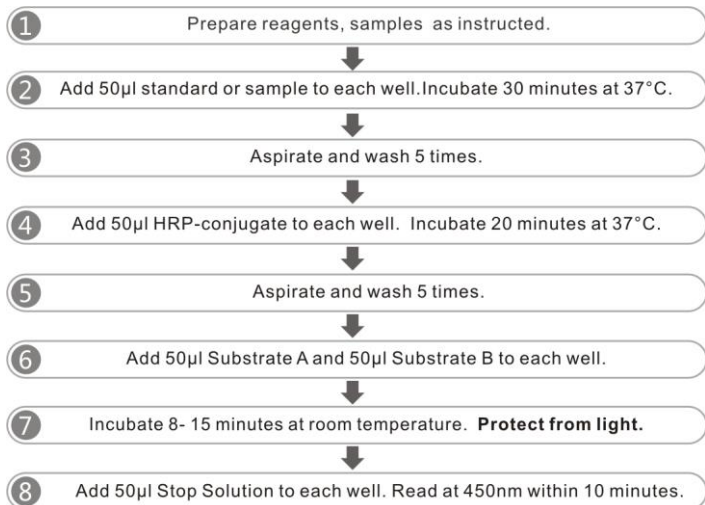 1 Prepare reagents, samples as instructed.
2 Add 50µl standard or sample to each well.Incubate 30 minutes at 37°C.
3 Aspirate and wash 5 times.
4 Add 50µl HRP-conjugate to each well. Incubate 20 minutes at 37°C.
5 Aspirate and wash 5 times.
6 Add 50µl Substrate A and 50µl Substrate B to each well.
7 Incubate 8- 15 minutes at room temperature. Protect from light.
8 Add 50µl Stop Solution to each well. Read at 450nm within 10 minutes.